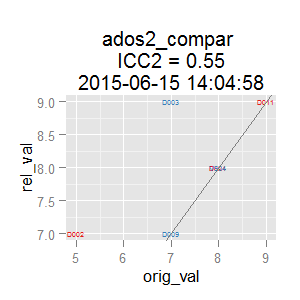 ados2_compar
ICC2 = 0.55
2015-06-15 14:04:58
rel_val
9.0
8.5
8.0
7.5
7.0
D003
D011
D002
D009
5
6
7
8
9
orig_val